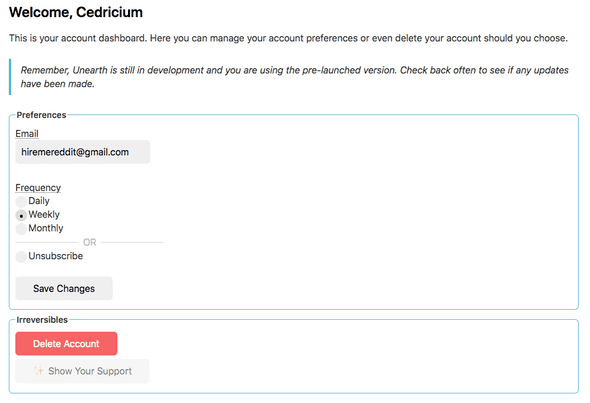 Welcome, Cedricium
This is your account dashboard. Here you can manage your account preferences or even delete your account should you choose.
Remember, Unearth is still in development and you are using the pre-launched version. Check back often to see if any updates
have been made.
Preferences
Email
hiremereddit@gmail.com
Frequency
Daily
Weekly
Monthly
OR
Unsubscribe
Save Changes
Irreversibles
Delete Account
✨ Show Your Support